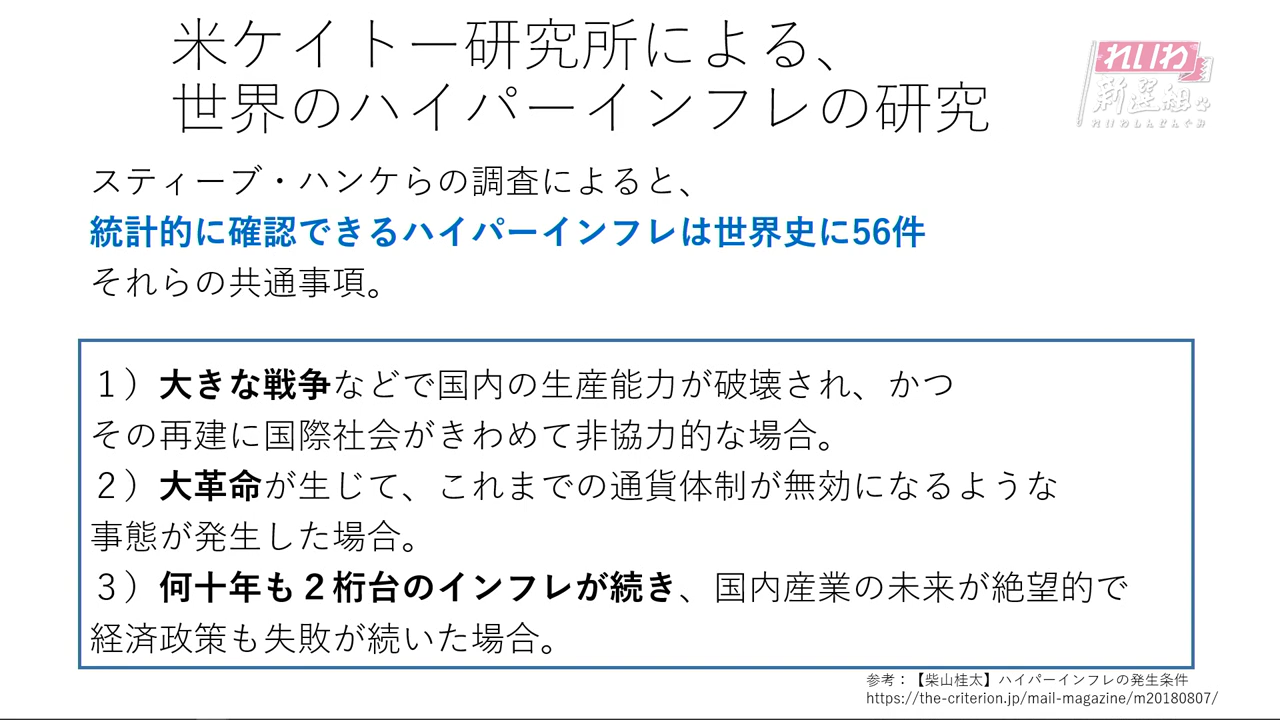 米ケイトー研究所による、
世界のハイパーインフレの研究
れいわ
新選組
れいわしんせんぐみ
スティーブ・ハンケらの調査によると、
統計的に確認できるハイパーインフレは世界史に56件
それらの共通事項。
１）大きな戦争などで国内の生産能力が破壊され、かつ
その再建に国際社会がきわめて非協力的な場合。
２）大革命が生じて、これまでの通貨体制が無効になるような
事態が発生した場合。
３）何十年も２桁台のインフレが続き、国内産業の未来が絶望的で
経済政策も失敗が続いた場合。
参考：【柴山桂太】ハイパーインフレの発生条件
https://the-criterion.jp/mail-magazine/m20180807/